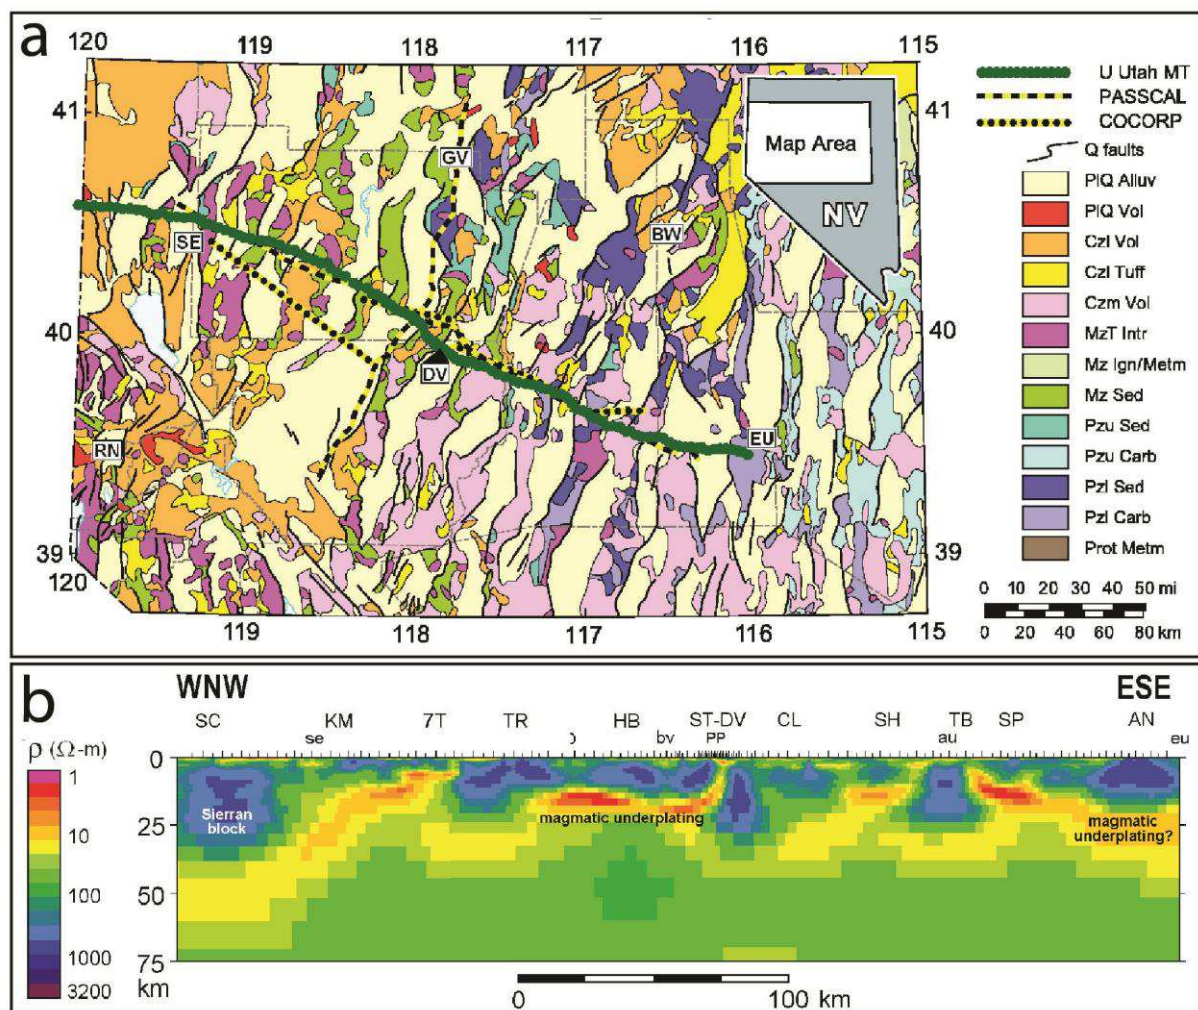 a
120
119
118
117
116
115
41
41
40
40
39
39
120
119
118
117
116
115
GV
SE
BW
DV
RN
EU
Map Area
NV
U Utah MT
PASSCAL
COCORP
Q faults
PlQ Alluv
PlQ Vol
Czl Vol
Czl Tuff
Czm Vol
MzT Intr
Mz Ign/Metm
Mz Sed
Pzu Sed
Pzu Carb
Pzl Sed
Pzl Carb
Prot Metm
0 10 20 30 40 50 mi
0 20 40 60 80 km
b
WNW
ESE
SC KM 7T TR HB ST-DV CL SH TB SP AN
se bv PP au eu
ρ (Ω-m)
1
10
100
1000
3200
0
25
50
75
km
Sierran
block
magmatic underplating
magmatic
underplating?
0 100 km